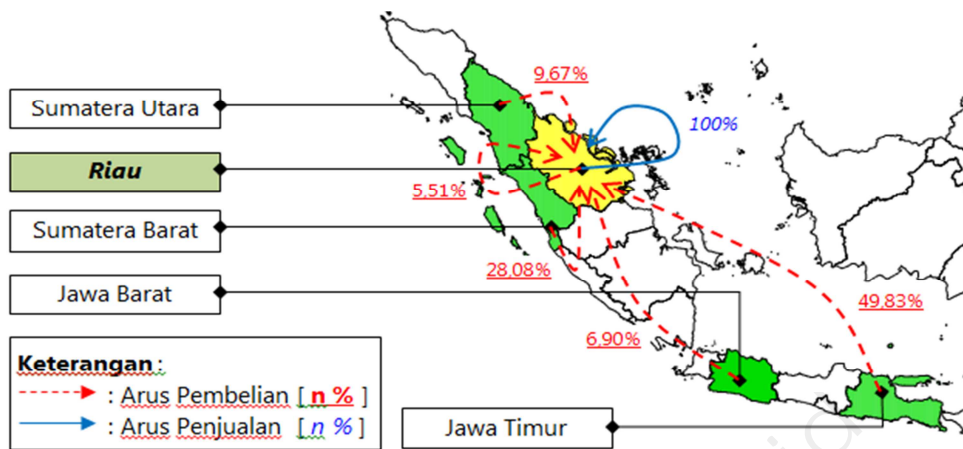 9,67%
Sumatera Utara
100%
Riau
5,51%
Sumatera Barat
28,08%
Jawa Barat
49,83%
6,90%
Keterangan :
: Arus Pembelian [ n % ]
: Arus Penjualan [ n % ]
Jawa Timur